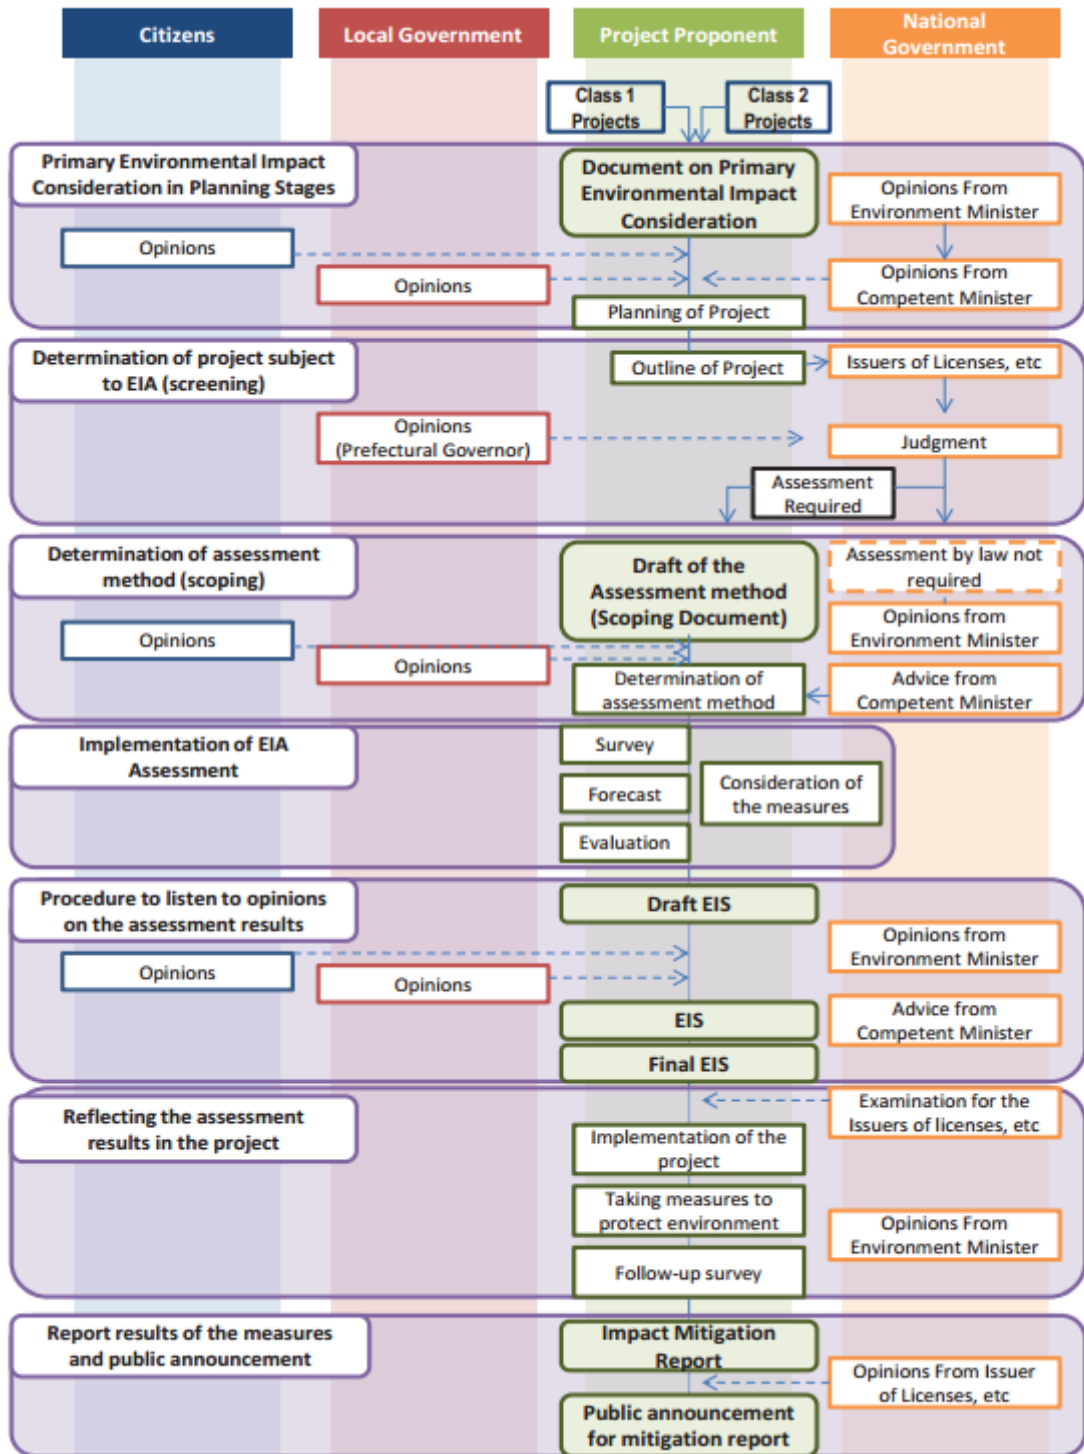 Citizens
Local Government
Project Proponent
National
Government
Class 1
Projects
Class 2
Projects
Primary Environmental Impact
Consideration in Planning Stages
Document on Primary
Environmental Impact
Consideration
Opinions From
Environment Minister
Opinions
Opinions
Opinions From
Competent Minister
Planning of Project
Determination of project subject
to EIA (screening)
Outline of Project
Issuers of Licenses, etc
Opinions
(Prefectural Governor)
Judgment
Assessment
Required
Determination of assessment
method (scoping)
Draft of the
Assessment method
(Scoping Document)
Assessment by law not
required
Opinions from
Environment Minister
Opinions
Opinions
Determination of
assessment method
Advice from
Competent Minister
Implementation of EIA
Assessment
Survey
Forecast
Evaluation
Consideration of
the measures
Procedure to listen to opinions
on the assessment results
Draft EIS
Opinions from
Environment Minister
Opinions
Opinions
EIS
Advice from
Competent Minister
Final EIS
Reflecting the assessment
results in the project
Examination for the
Issuers of licenses, etc
Implementation of the
project
Taking measures to
protect environment
Opinions From
Environment Minister
Follow-up survey
Report results of the measures
and public announcement
Impact Mitigation
Report
Opinions From Issuer
of Licenses, etc
Public announcement
for mitigation report